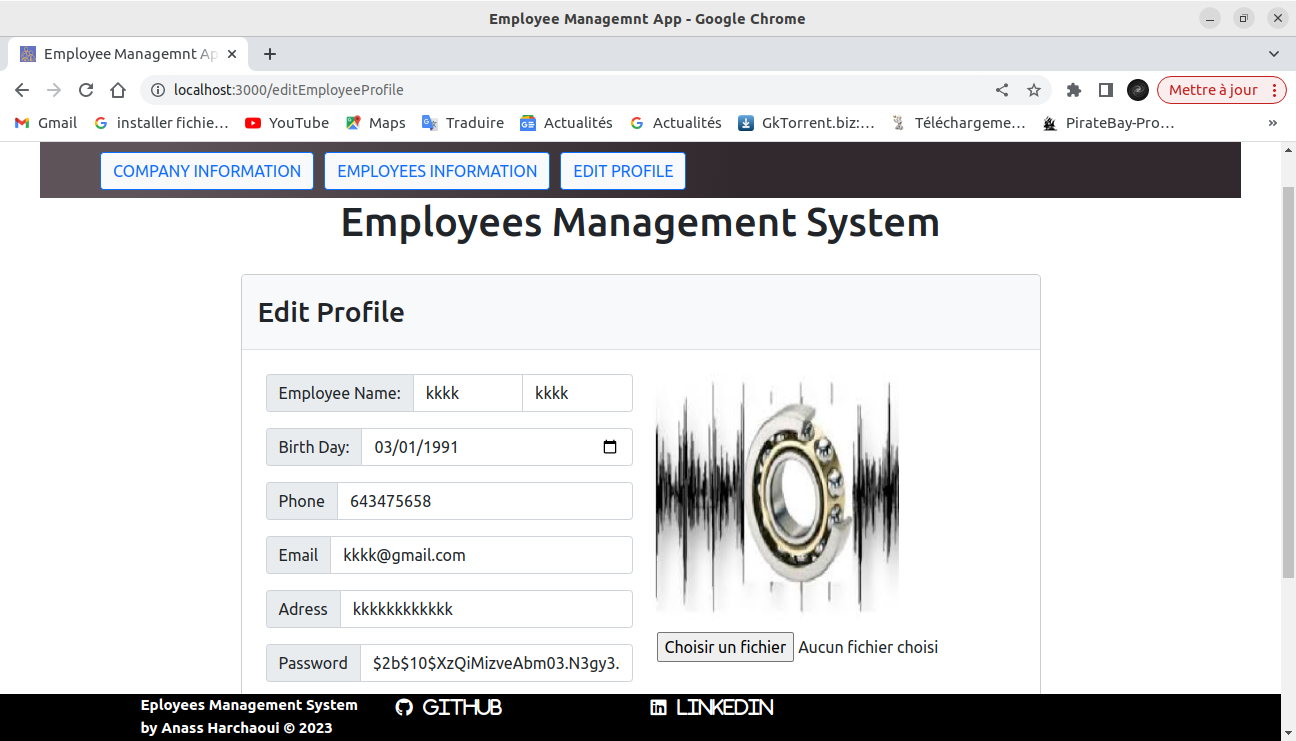 Employee Managemnt App - Google Chrome
Employee Managemnt Ap
localhost:3000/editEmployeeProfile
Mettre à jour
Gmail
installer fichie...
YouTube
Maps
Traduire
Actualités
Actualités
GkTorrent.biz:...
Téléchargeme...
PirateBay-Pro...
»
COMPANY INFORMATION
EMPLOYEES INFORMATION
EDIT PROFILE
Employees Management System
Edit Profile
Employee Name: kkkk kkkk
Birth Day: 03/01/1991
Phone 643475658
Email kkkk@gmail.com
Adress kkkkkkkkkkkk
Password $2b$10$XzQiMizveAbm03.N3gy3.
Choisir un fichier Aucun fichier choisi
Eployees Management System
by Anass Harchaoui © 2023
GITHUB
LINKEDIN